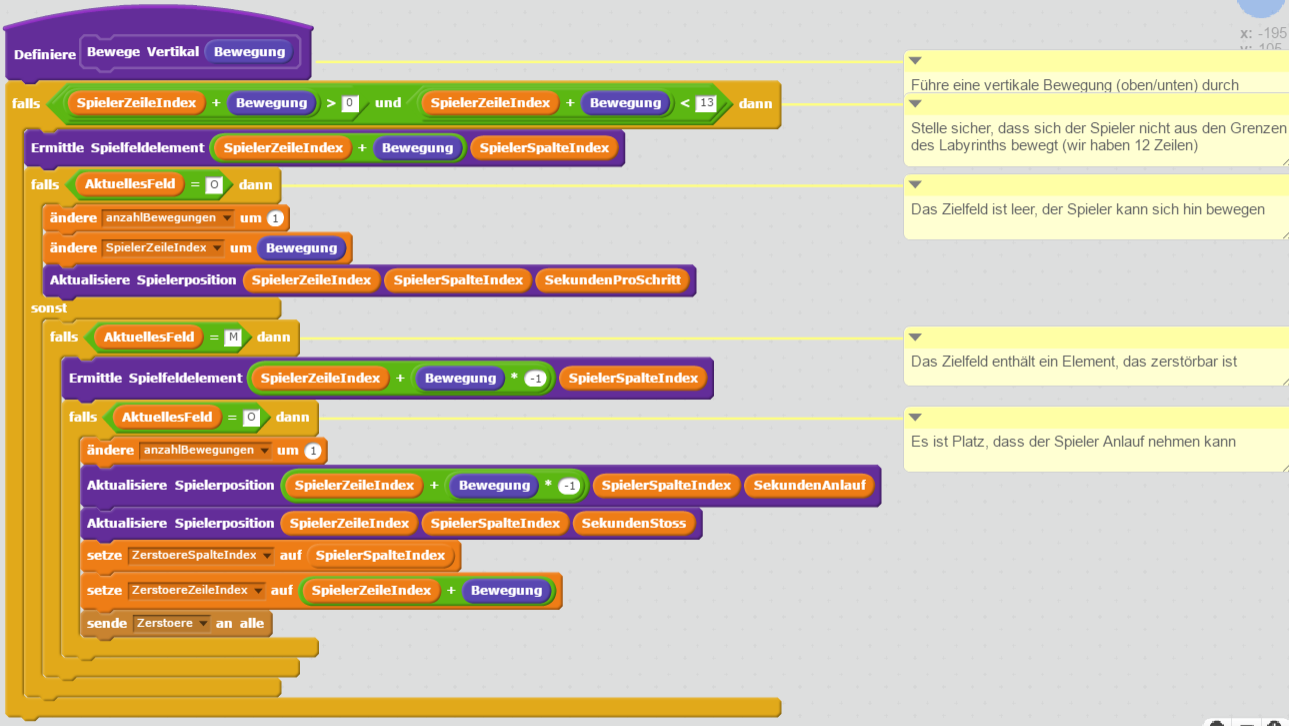 x: -195
y: 105
Definiere Bewege Vertikal Bewegung
Führe eine vertikale Bewegung (oben/unten) durch
falls SpielerZeileIndex + Bewegung > 0 und SpielerZeileIndex + Bewegung < 13 dann
Stelle sicher, dass sich der Spieler nicht aus den Grenzen
des Labyrinths bewegt (wir haben 12 Zeilen)
Ermittle Spielfeldelement SpielerZeileIndex + Bewegung SpielerSpalteIndex
falls AktuellesFeld = O dann
Das Zielfeld ist leer, der Spieler kann sich hin bewegen
ändere anzahlBewegungen um 1
ändere SpielerZeileIndex um Bewegung
Aktualisiere Spielerposition SpielerZeileIndex SpielerSpalteIndex SekundenProSchritt
sonst
falls AktuellesFeld = M dann
Das Zielfeld enthält ein Element, das zerstörbar ist
Ermittle Spielfeldelement SpielerZeileIndex + Bewegung * -1 SpielerSpalteIndex
falls AktuellesFeld = O dann
Es ist Platz, dass der Spieler Anlauf nehmen kann
ändere anzahlBewegungen um 1
Aktualisiere Spielerposition SpielerZeileIndex + Bewegung * -1 SpielerSpalteIndex SekundenAnlauf
Aktualisiere Spielerposition SpielerZeileIndex SpielerSpalteIndex SekundenStoss
setze ZerstoereSpalteIndex auf SpielerSpalteIndex
setze ZerstoereZeileIndex auf SpielerZeileIndex + Bewegung
sende Zerstoere an alle